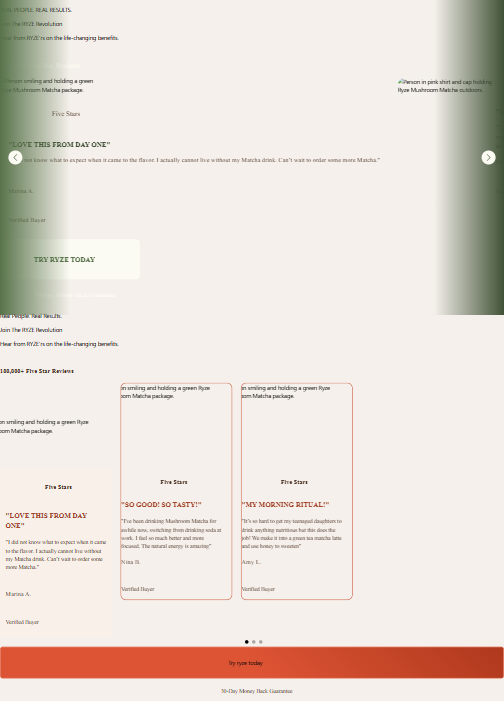 PEOPLE. REAL RESULTS.
The RYZE Revolution
from RYZE'rs on the life-changing benefits.
smiling and holding a green
Mushroom Matcha package.
Person in pink shirt and cap holding
Ryze Mushroom Matcha outdoors.
Five Stars
"LOVE THIS FROM DAY ONE"
not know what to expect when it came to the flavor. I actually cannot live without my Matcha drink. Can't wait to order some more Matcha."
Marina A.
Verified Buyer
TRY RYZE TODAY
Real People. Real Results.
Join The RYZE Revolution
Hear from RYZE'rs on the life-changing benefits.
100,000+ Five Star Reviews
on smiling and holding a green Ryze
oom Matcha package.
Five Stars
"LOVE THIS FROM DAY
ONE"
"I did not know what to expect when it came
to the flavor. I actually cannot live without
my Matcha drink. Can't wait to order some
more Matcha."
Marina A.
Verified Buyer
on smiling and holding a green Ryze
oom Matcha package.
Five Stars
"SO GOOD! SO TASTY!"
"I've been drinking Mushroom Matcha for
awhile now, switching from drinking soda at
work. I feel so much better and more
focused. The natural energy is amazing"
Nina B.
Verified Buyer
on smiling and holding a green Ryze
oom Matcha package.
Five Stars
"MY MORNING RITUAL!"
"It's so hard to get my teenaged daughters to
drink anything nutritious but this does the
job! We make it into a green tea matcha latte
and use honey to sweeten"
Amy L.
Verified Buyer
Try ryze today
30-Day Money Back Guarantee